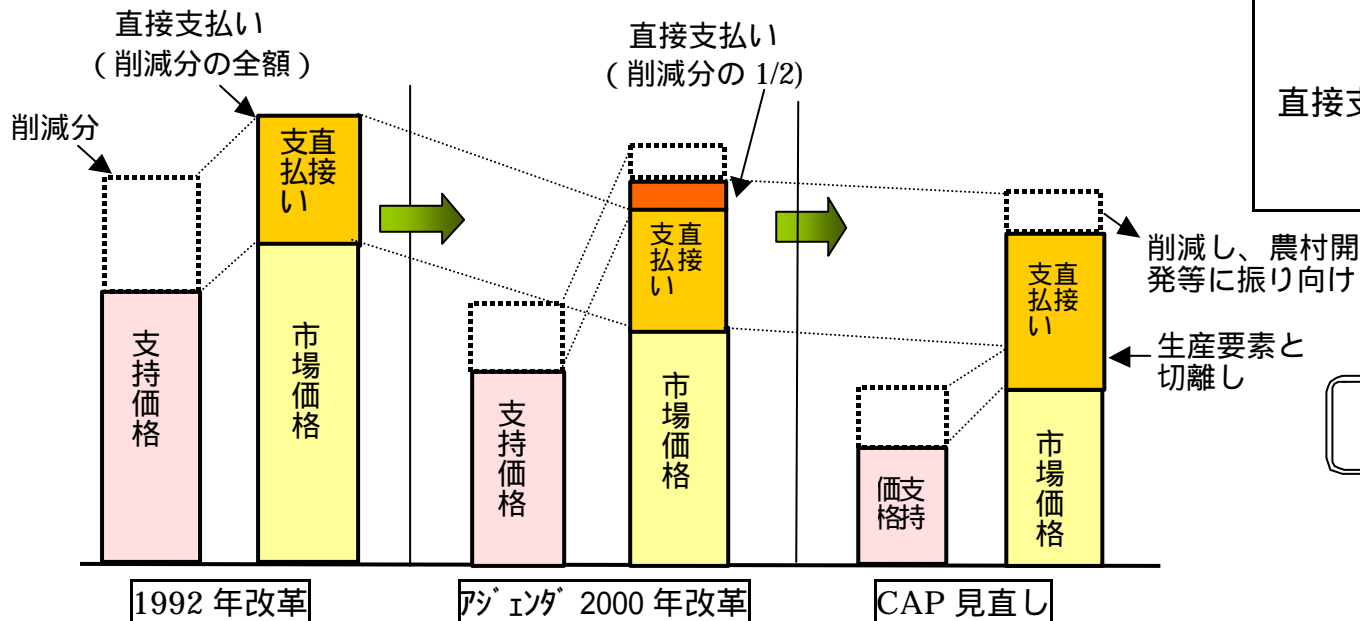 直接支払い
（削減分の全額）
削減分
直接支払い
支持価格
市場価格
1992 年改革
直接支払い
（削減分の 1/2)
直接支払い
支持価格
市場価格
ｱｼﾞｪﾝﾀﾞ 2000 年改革
直接支払い
支持価格
市場価格
削減し、農村開
発等に振り向け
生産要素と
切離し
CAP 見直し
直接支